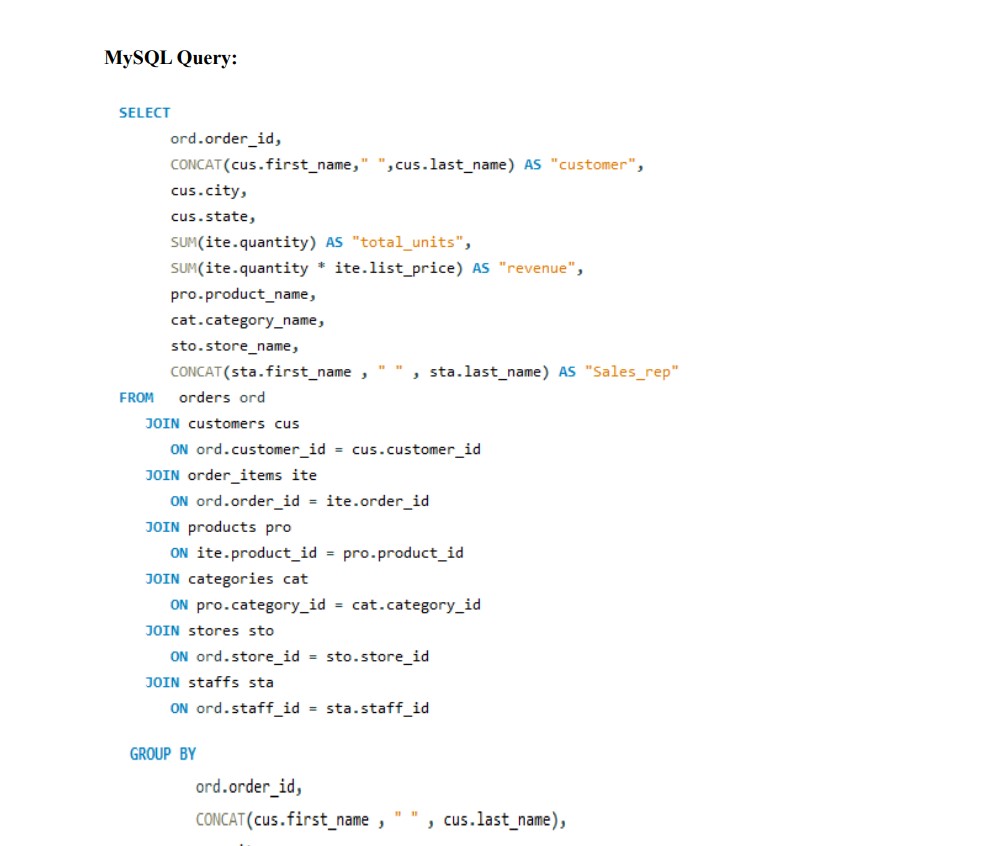 MySQL Query:
SELECT
ord.order_id,
CONCAT(cus.first_name," ",cus.last_name) AS "customer",
cus.city,
cus.state,
SUM(ite.quantity) AS "total_units",
SUM(ite.quantity * ite.list_price) AS "revenue",
pro.product_name,
cat.category_name,
sto.store_name,
CONCAT(sta.first_name , " " , sta.last_name) AS "Sales_rep"
FROM orders ord
JOIN customers cus
ON ord.customer_id = cus.customer_id
JOIN order_items ite
ON ord.order_id = ite.order_id
JOIN products pro
ON ite.product_id = pro.product_id
JOIN categories cat
ON pro.category_id = cat.category_id
JOIN stores sto
ON ord.store_id = sto.store_id
JOIN staffs sta
ON ord.staff_id = sta.staff_id
GROUP BY
ord.order_id,
CONCAT(cus.first_name , " " , cus.last_name),